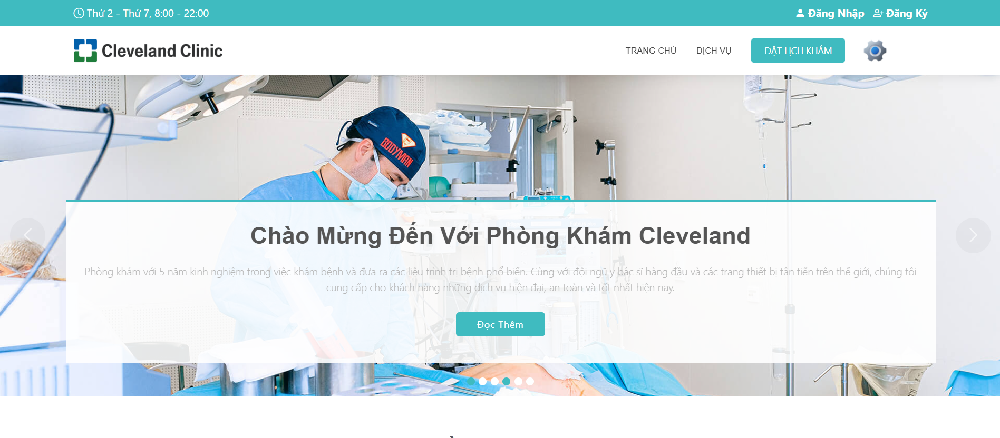 Thứ 2 - Thứ 7, 8:00 - 22:00
Đăng Nhập Đăng Ký
Cleveland Clinic
TRANG CHỦ DỊCH VỤ ĐẶT LỊCH KHÁM
BODYMAN
Chào Mừng Đến Với Phòng Khám Cleveland
Phòng khám với 5 năm kinh nghiệm trong việc khám bệnh và đưa ra các liệu trình trị bệnh phổ biến. Cùng với đội ngũ y bác sĩ hàng đầu và các trang thiết bị tân tiến trên thế giới, chúng tôi
cung cấp cho khách hàng những dịch vụ hiện đại, an toàn và tốt nhất hiện nay.
Đọc Thêm